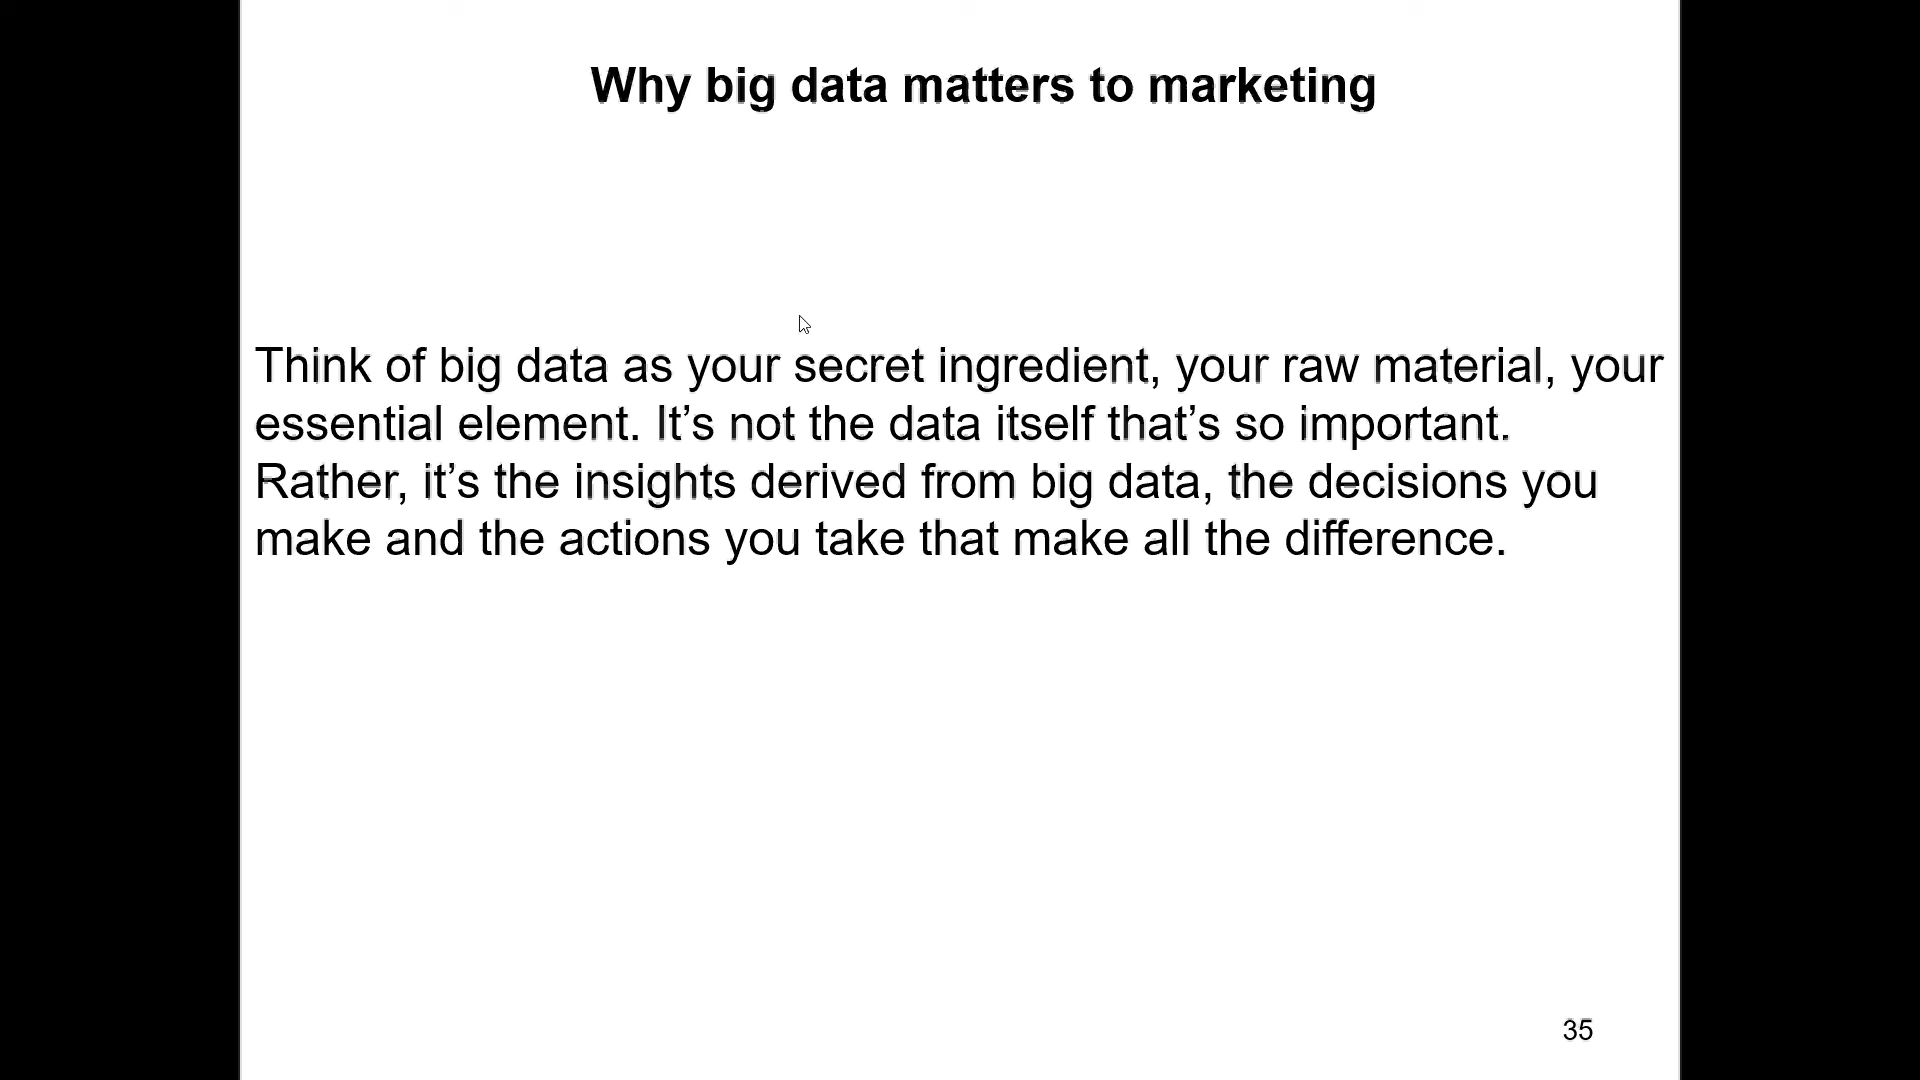 Why big data matters to marketing
Think of big data as your secret ingredient, your raw material, your
essential element. It’s not the data itself that’s so important.
Rather, it’s the insights derived from big data, the decisions you
make and the actions you take that make all the difference.
35